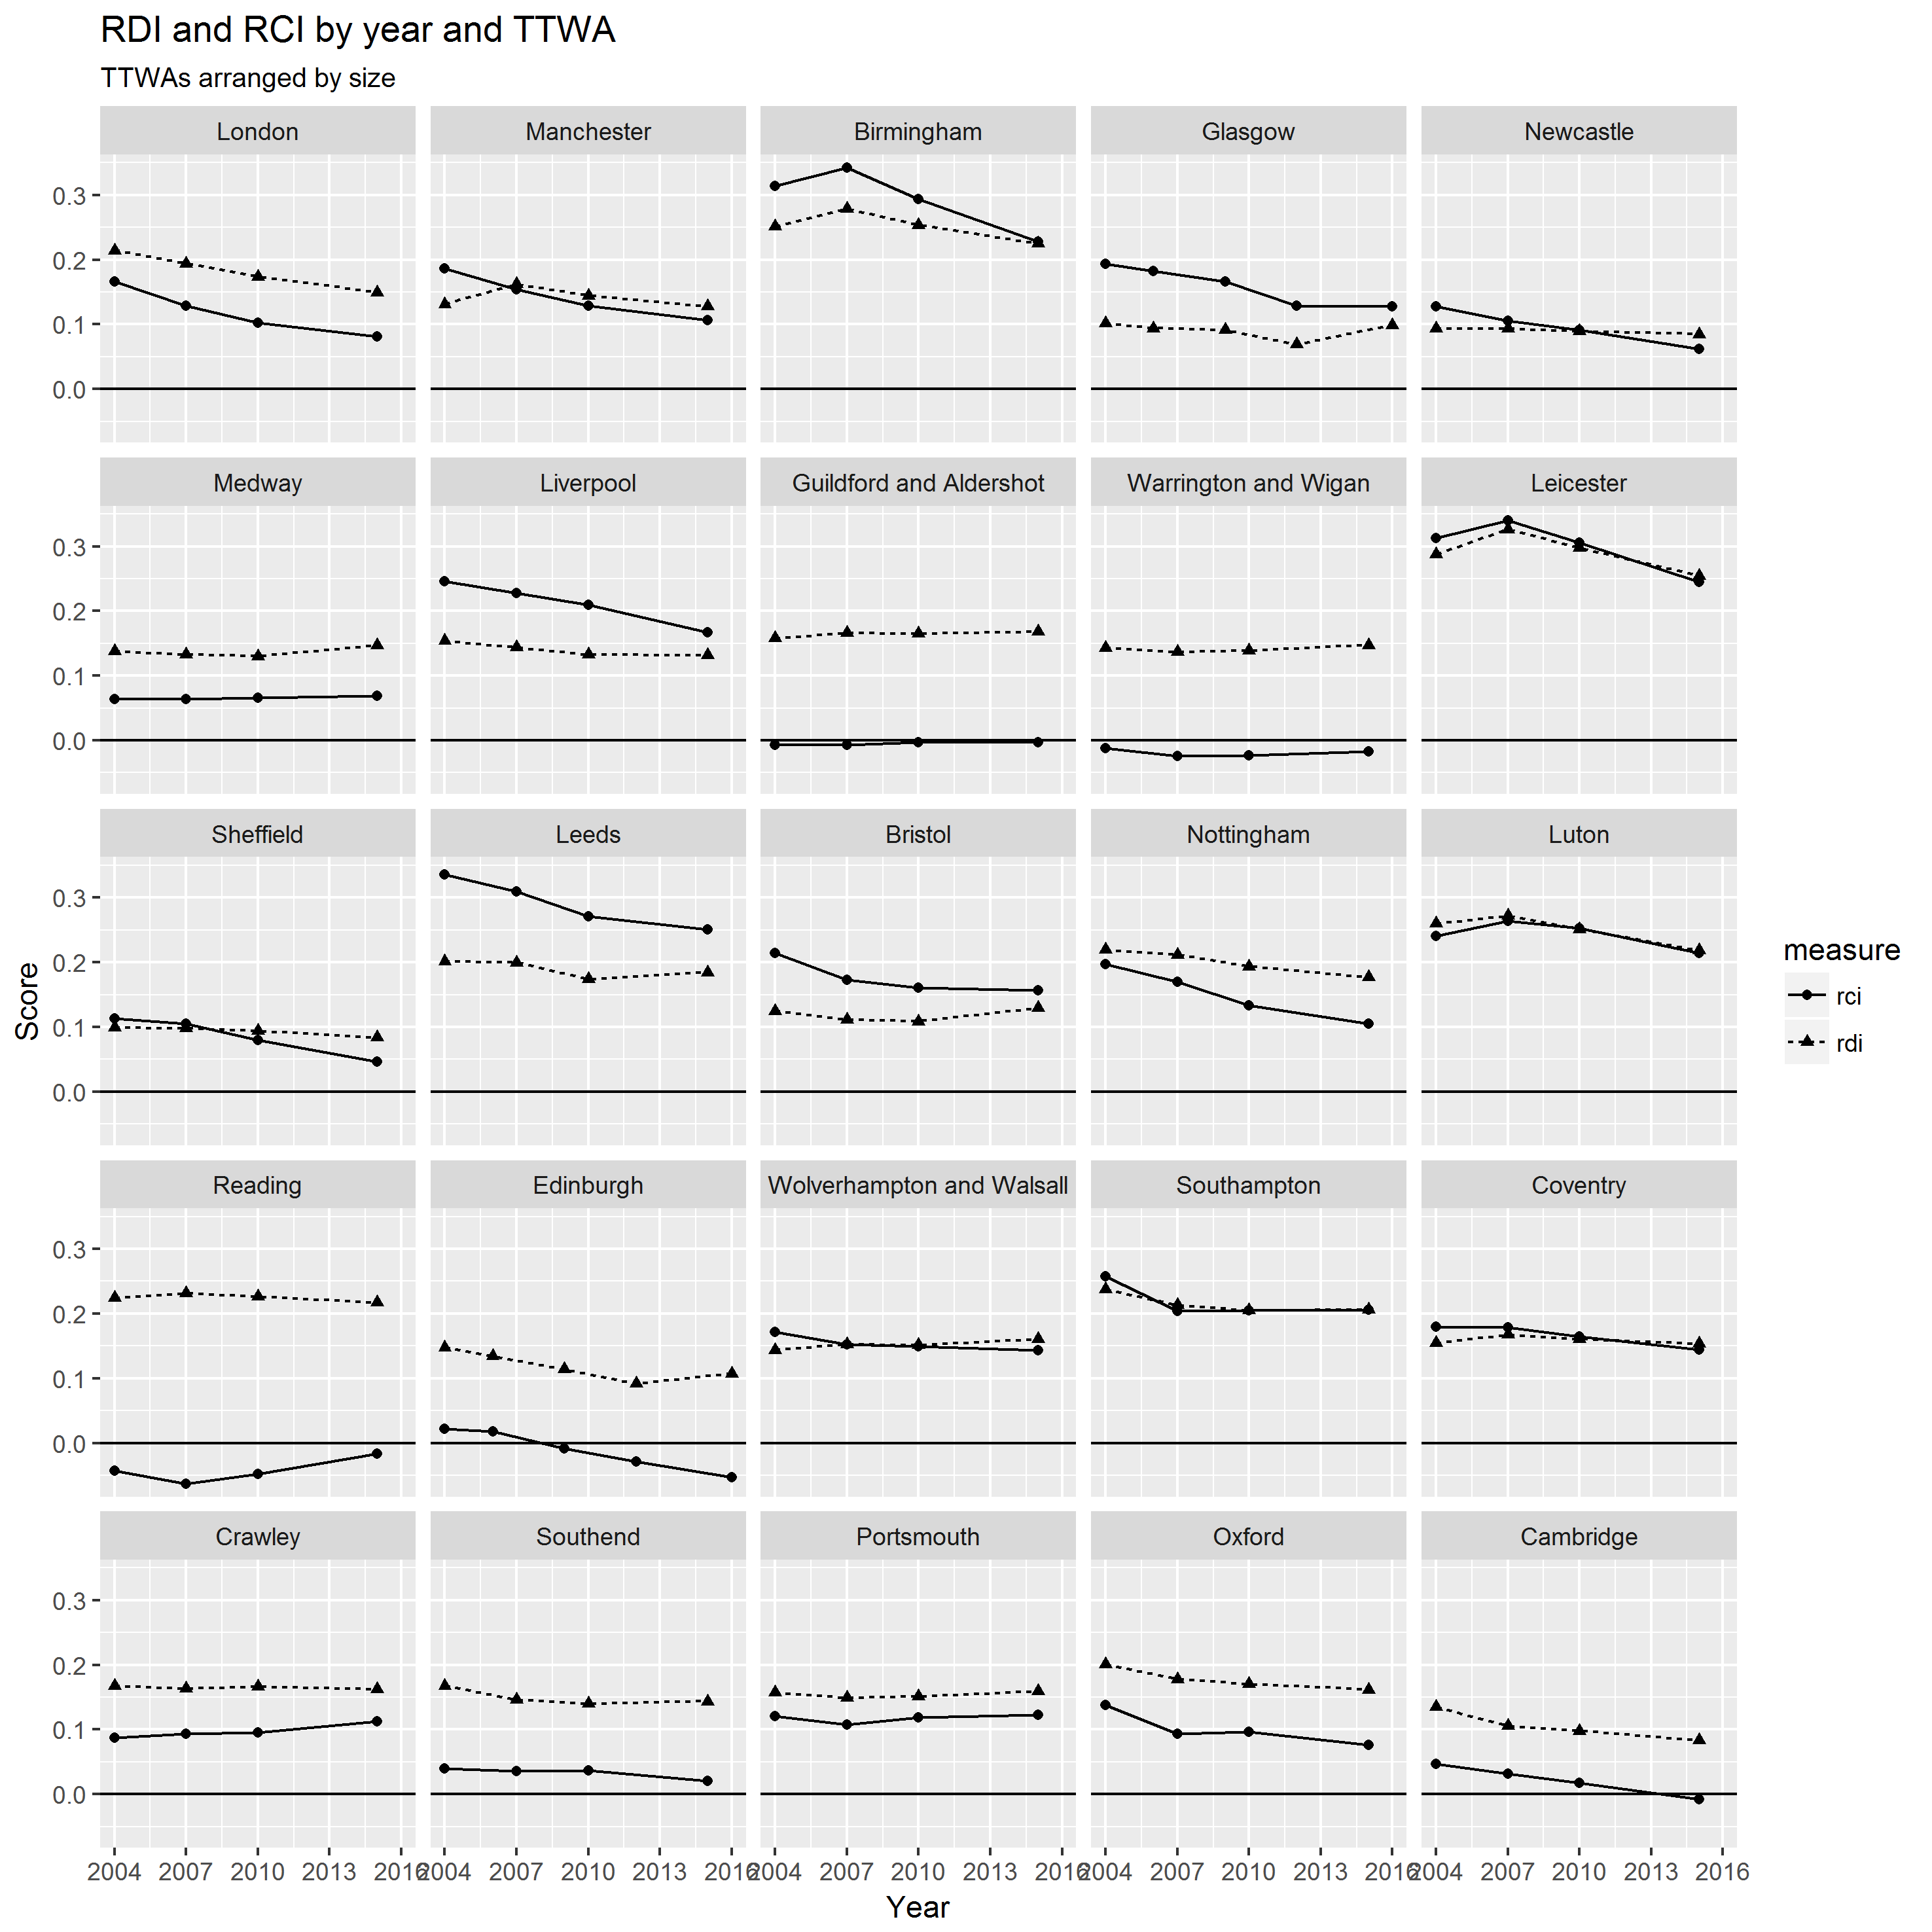 RDI and RCI by year and TTWA
TTWAs arranged by size
London Manchester Birmingham Glasgow Newcastle
0.3
0.2
0.1
0.0
Medway Liverpool Guildford and Aldershot Warrington and Wigan Leicester
0.3
0.2
0.1
0.0
Sheffield Leeds Bristol Nottingham Luton
0.3
0.2
0.1
0.0
Score
measure
rci
rdi
Reading Edinburgh Wolverhampton and Walsall Southampton Coventry
0.3
0.2
0.1
0.0
Crawley Southend Portsmouth Oxford Cambridge
0.3
0.2
0.1
0.0
2004 2007 2010 2013 2016 2004 2007 2010 2013 2016 2004 2007 2010 2013 2016 2004 2007 2010 2013 2016 2004 2007 2010 2013 2016
Year